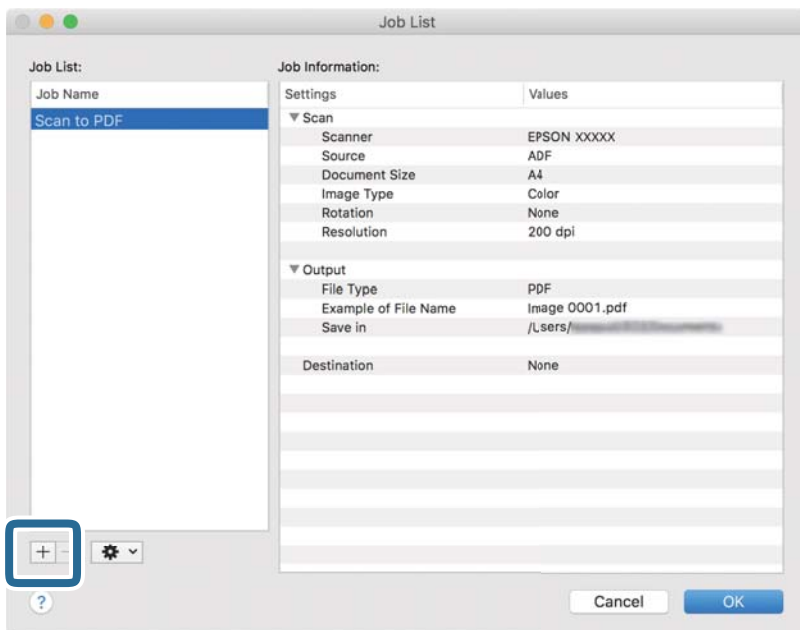 Job List
Job List:
Job Information:
Job Name
Scan to PDF
Settings Values
Scan
Scanner EPSON XXXXX
Source ADF
Document Size A4
Image Type Color
Rotation None
Resolution 200 dpi
Output
File Type PDF
Example of File Name Image 0001.pdf
Save in /Users/
Destination None
+ −
?
Cancel OK